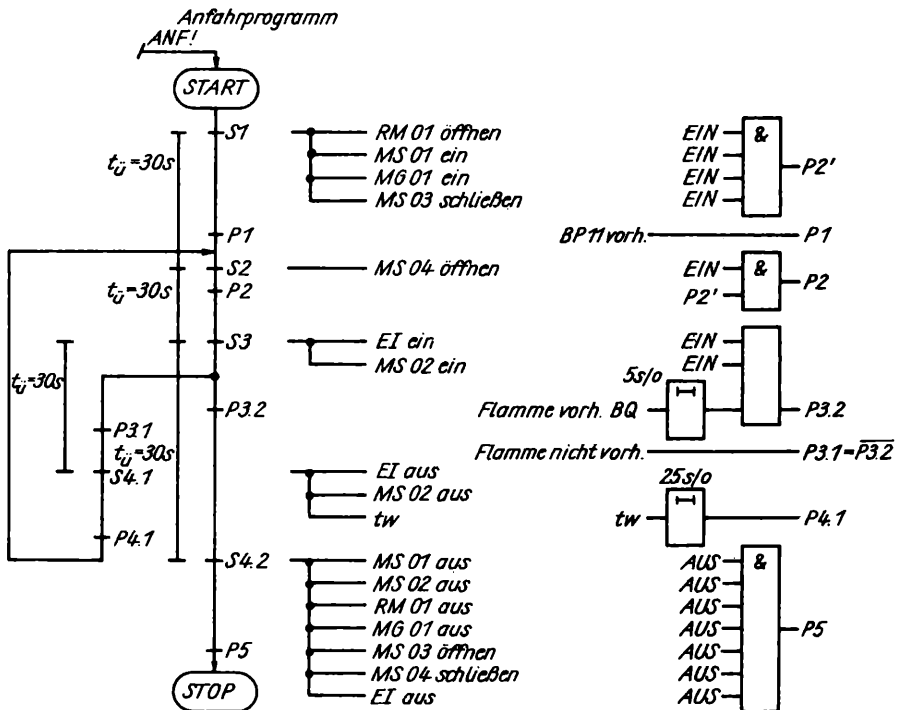 Anfahrprogramm
ANF!
START
S1
RM 01 öffnen
EIN
&
MS 01 ein
EIN
P2'
tü=30s
MG 01 ein
EIN
MS 03 schließen
EIN
P1
BP11 vorh.
P1
S2
MS 04 öffnen
EIN
&
P2
tü=30s
P2
P2'
S3
EI ein
EIN
MS 02 ein
EIN
tü=30s
5s/o
P3.2
Flamme vorh. BQ
P3.2
P3.1
tü=30s
Flamme nicht vorh.
P3.1=P3.2
S4.1
EI aus
25s/o
MS 02 aus
tw
tw
P4.1
P4.1
S4.2
MS 01 aus
AUS
&
MS 02 aus
AUS
RM 01 aus
AUS
MG 01 aus
AUS
P5
P5
MS 03 öffnen
AUS
MS 04 schließen
AUS
STOP
EI aus
AUS